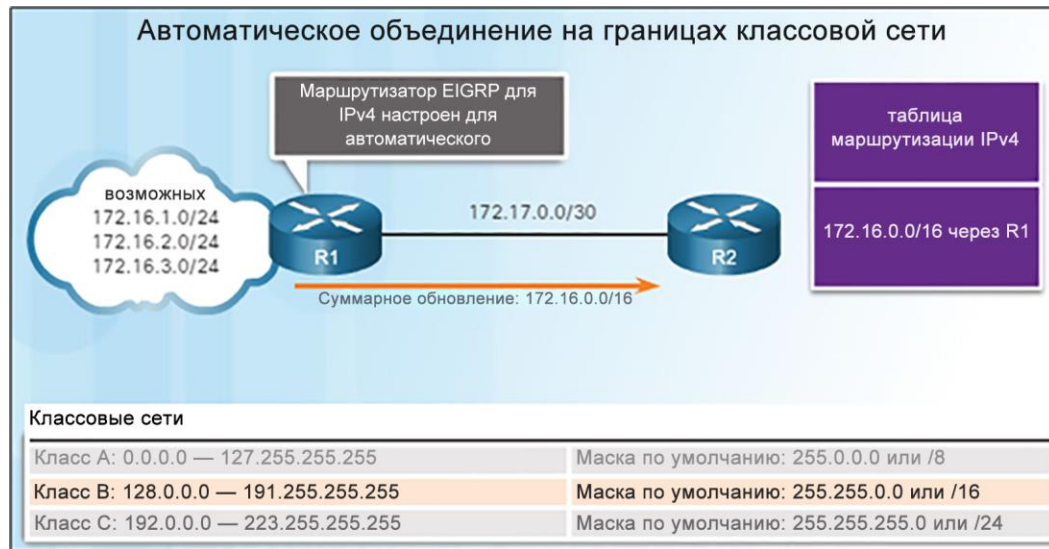 Автоматическое объединение на границах классовой сети
Маршрутизатор EIGRP для
IPv4 настроен для
автоматического
таблица
маршрутизации IPv4
возможных
172.16.1.0/24
172.16.2.0/24
172.16.3.0/24
R1
172.17.0.0/30
R2
172.16.0.0/16 через R1
Суммарное обновление: 172.16.0.0/16
Классовые сети
Класс A: 0.0.0.0 — 127.255.255.255 Маска по умолчанию: 255.0.0.0 или /8
Класс B: 128.0.0.0 — 191.255.255.255 Маска по умолчанию: 255.255.0.0 или /16
Класс C: 192.0.0.0 — 223.255.255.255 Маска по умолчанию: 255.255.255.0 или /24